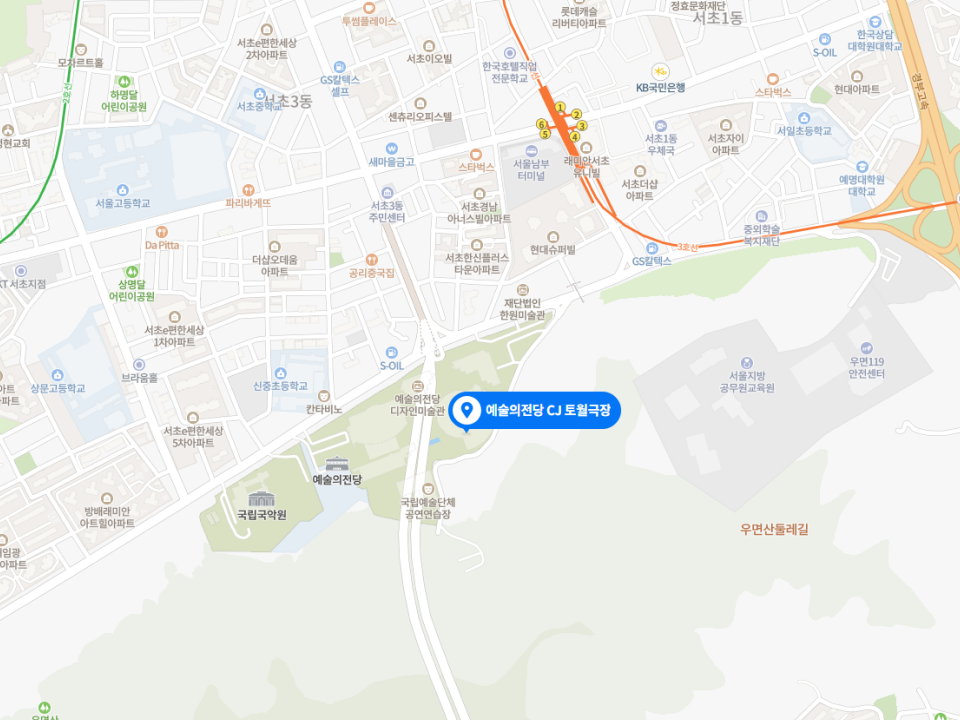 투썸플레이스
롯데캐슬
리버티아파트
정효문화재단
서초1동
한국상담
대학원대학교
S-OIL
모차르트홀
서초e편한세상
2차아파트
서초이오빌
한국호텔직업
전문학교
KB국민은행
경부고속
2호선
하명달
어린이공원
GS칼텍스
셀프
서초중학교
서초3동
센츄리오피스텔
스타벅스
현대아파트
1
2
3
4
5
6
서초1동
우체국
서초자이
아파트
서일초등학교
새마을금고
스타벅스
서울남부
터미널
래미안서초
유니빌
서초더샵
아파트
예명대학원
대학교
서울고등학교
파리바게뜨
서초3동
주민센터
서초경남
아너스빌아파트
중외학술
복지재단
Da Pitta
더샵오데움
아파트
공리중국집
서초한신플러스
타운아파트
현대슈퍼빌
3호선
GS칼텍스
KT 서초지점
상명달
어린이공원
재단법인
한원미술관
서초e편한세상
1차아파트
브라움홀
S-OIL
상문고등학교
신중초등학교
칸타비노
예술의전당
디자인미술관
예술의전당 CJ 토월극장
서울지방
공무원교육원
우면119
안전센터
서초e편한세상
5차아파트
예술의전당
국립국악원
국립예술단체
공연연습장
방배래미안
아트힐아파트
우면산둘레길
우면산